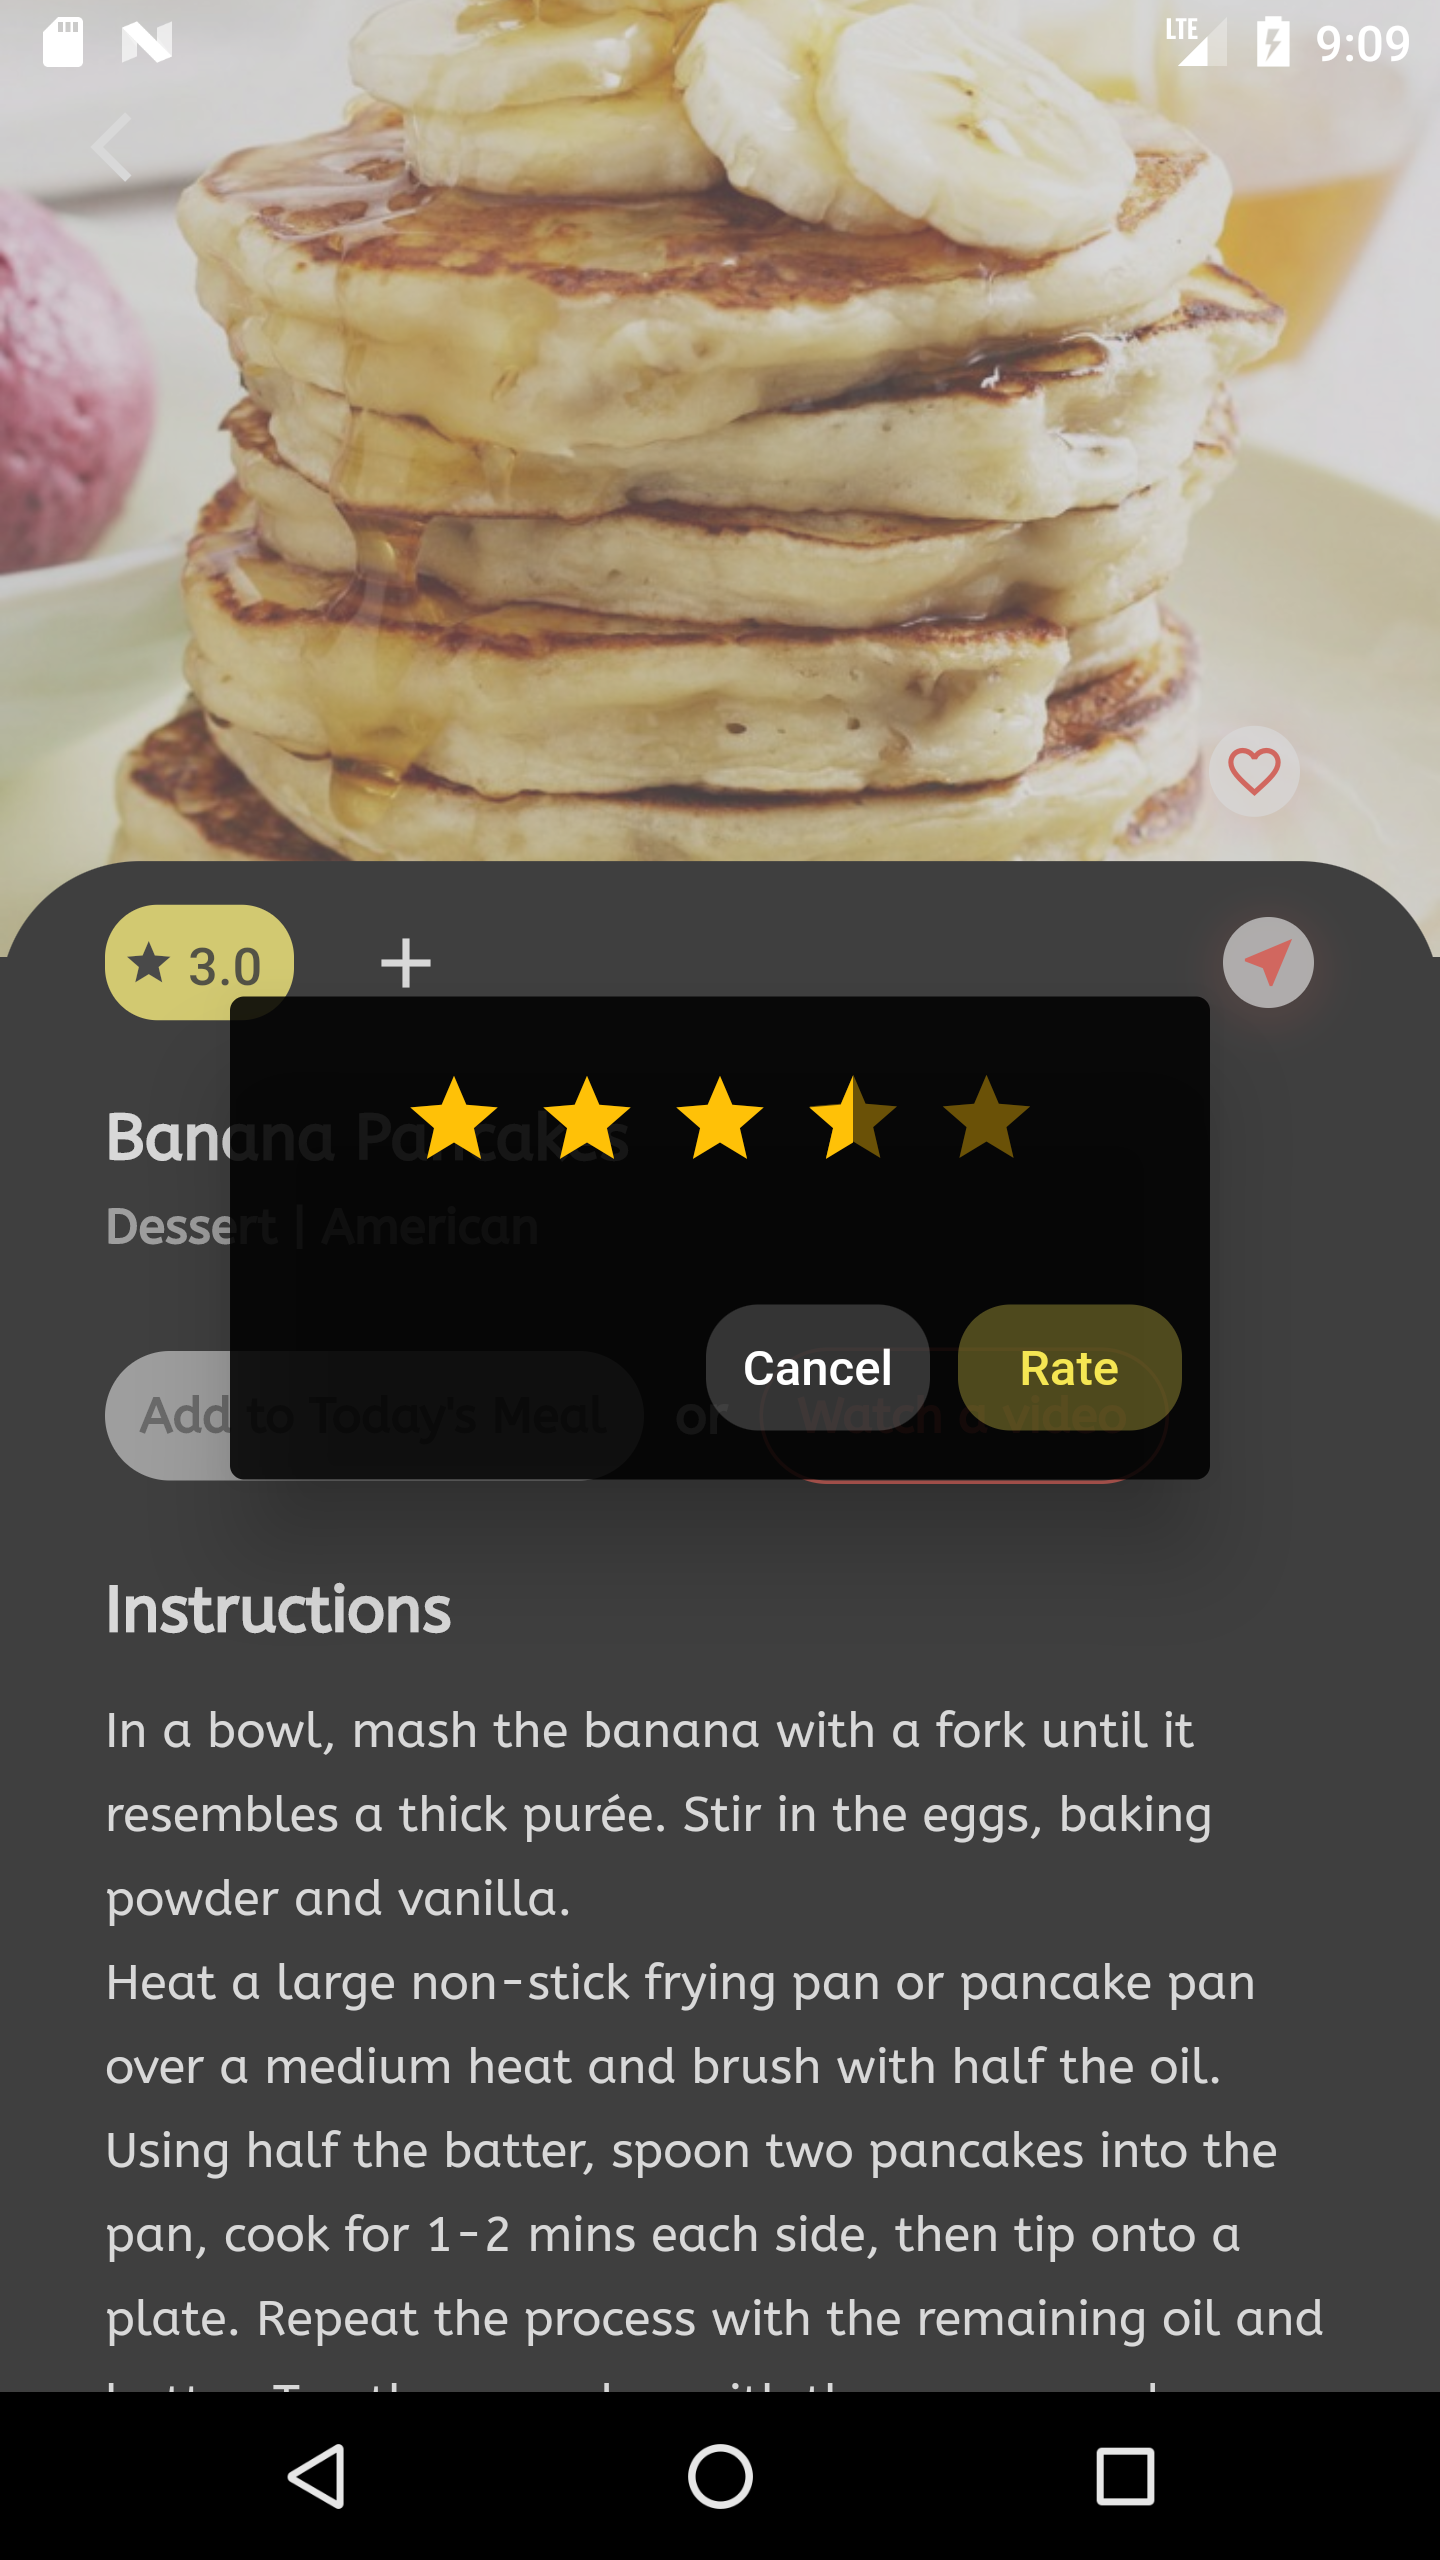 LTE 9:09
3.0
Banana Pancakes
Dessert | American
Cancel Rate
Add to Today's Meal or Watch a video
Instructions
In a bowl, mash the banana with a fork until it
resembles a thick purée. Stir in the eggs, baking
powder and vanilla.
Heat a large non-stick frying pan or pancake pan
over a medium heat and brush with half the oil.
Using half the batter, spoon two pancakes into the
pan, cook for 1-2 mins each side, then tip onto a
plate. Repeat the process with the remaining oil and